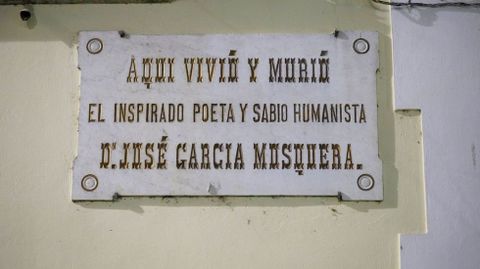 AQUI VIVIÓ Y MURIÓ
EL INSPIRADO POETA Y SABIO HUMANISTA
Dn. JOSÉ GARCIA MOSQUERA.